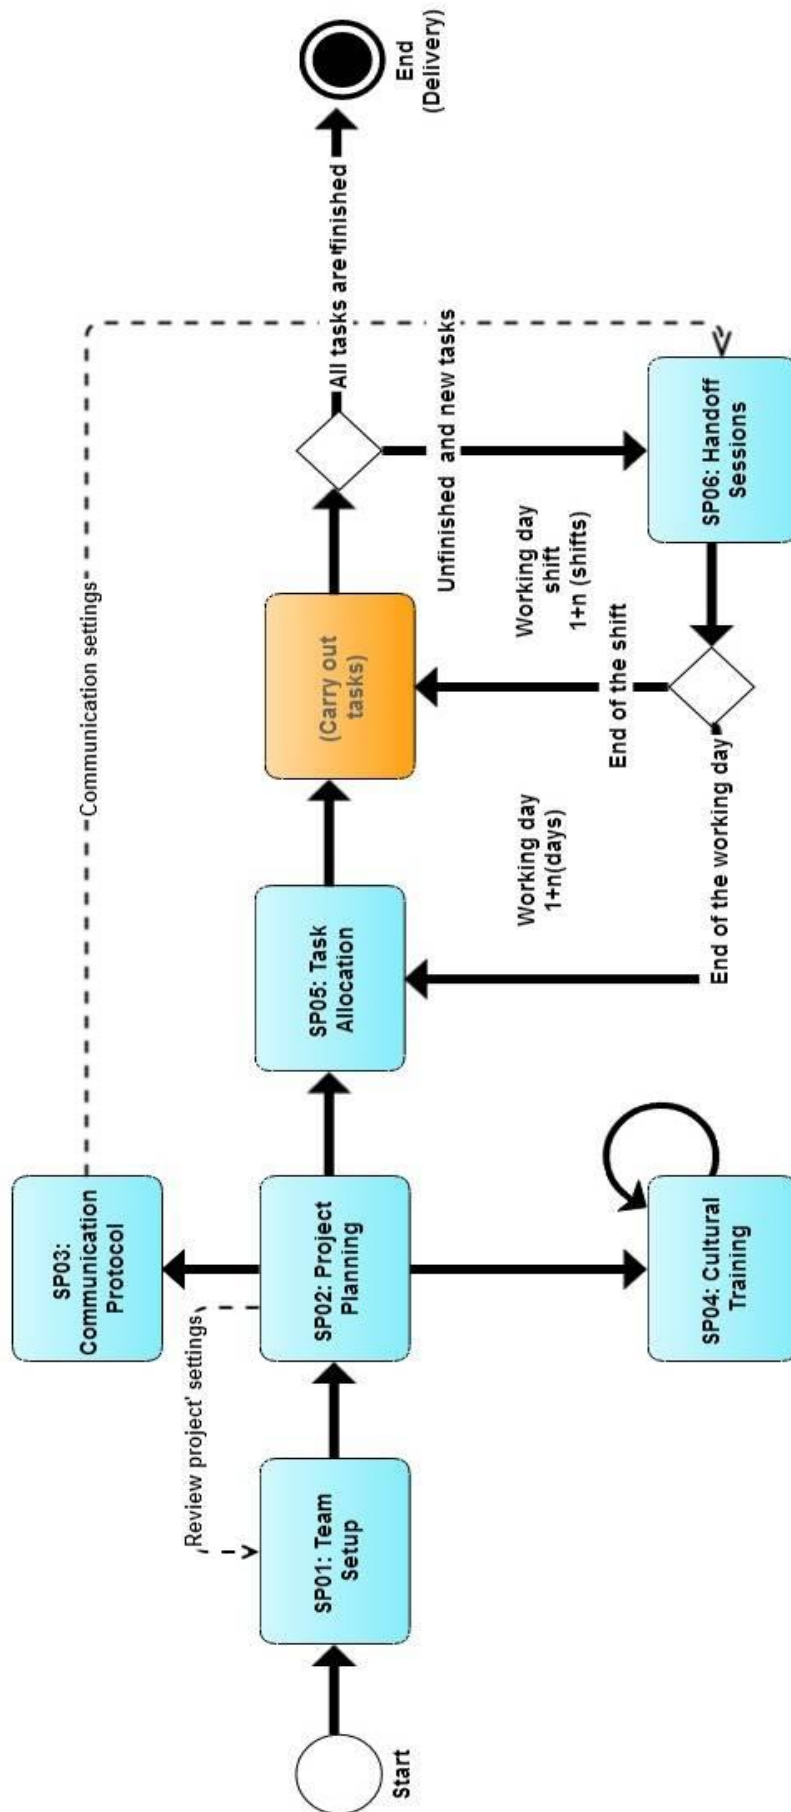 Start
SP01: Team
Setup
Review project' settings
SP02: Project
Planning
SP03:
Communication
Protocol
SP04: Cultural
Training
Communication settings
SP05: Task
Allocation
(Carry out
tasks)
Working day
1+n(days)
End of the working day
End of the shift
Working day
shift
1+n (shifts)
SP06: Handoff
Sessions
Unfinished and new tasks
All tasks are finished
End
(Delivery)